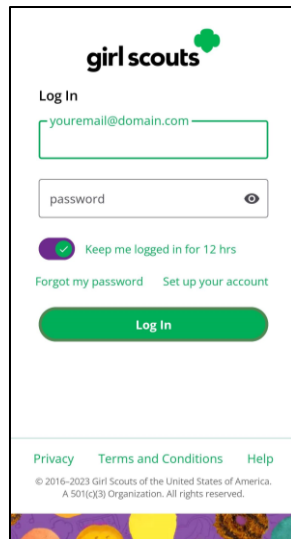 girl scouts
Log In
youremail@domain.com
password
Keep me logged in for 12 hrs
Forgot my password Set up your account
Log In
Privacy Terms and Conditions Help
© 2016–2023 Girl Scouts of the United States of America.
A 501(c)(3) Organization. All rights reserved.